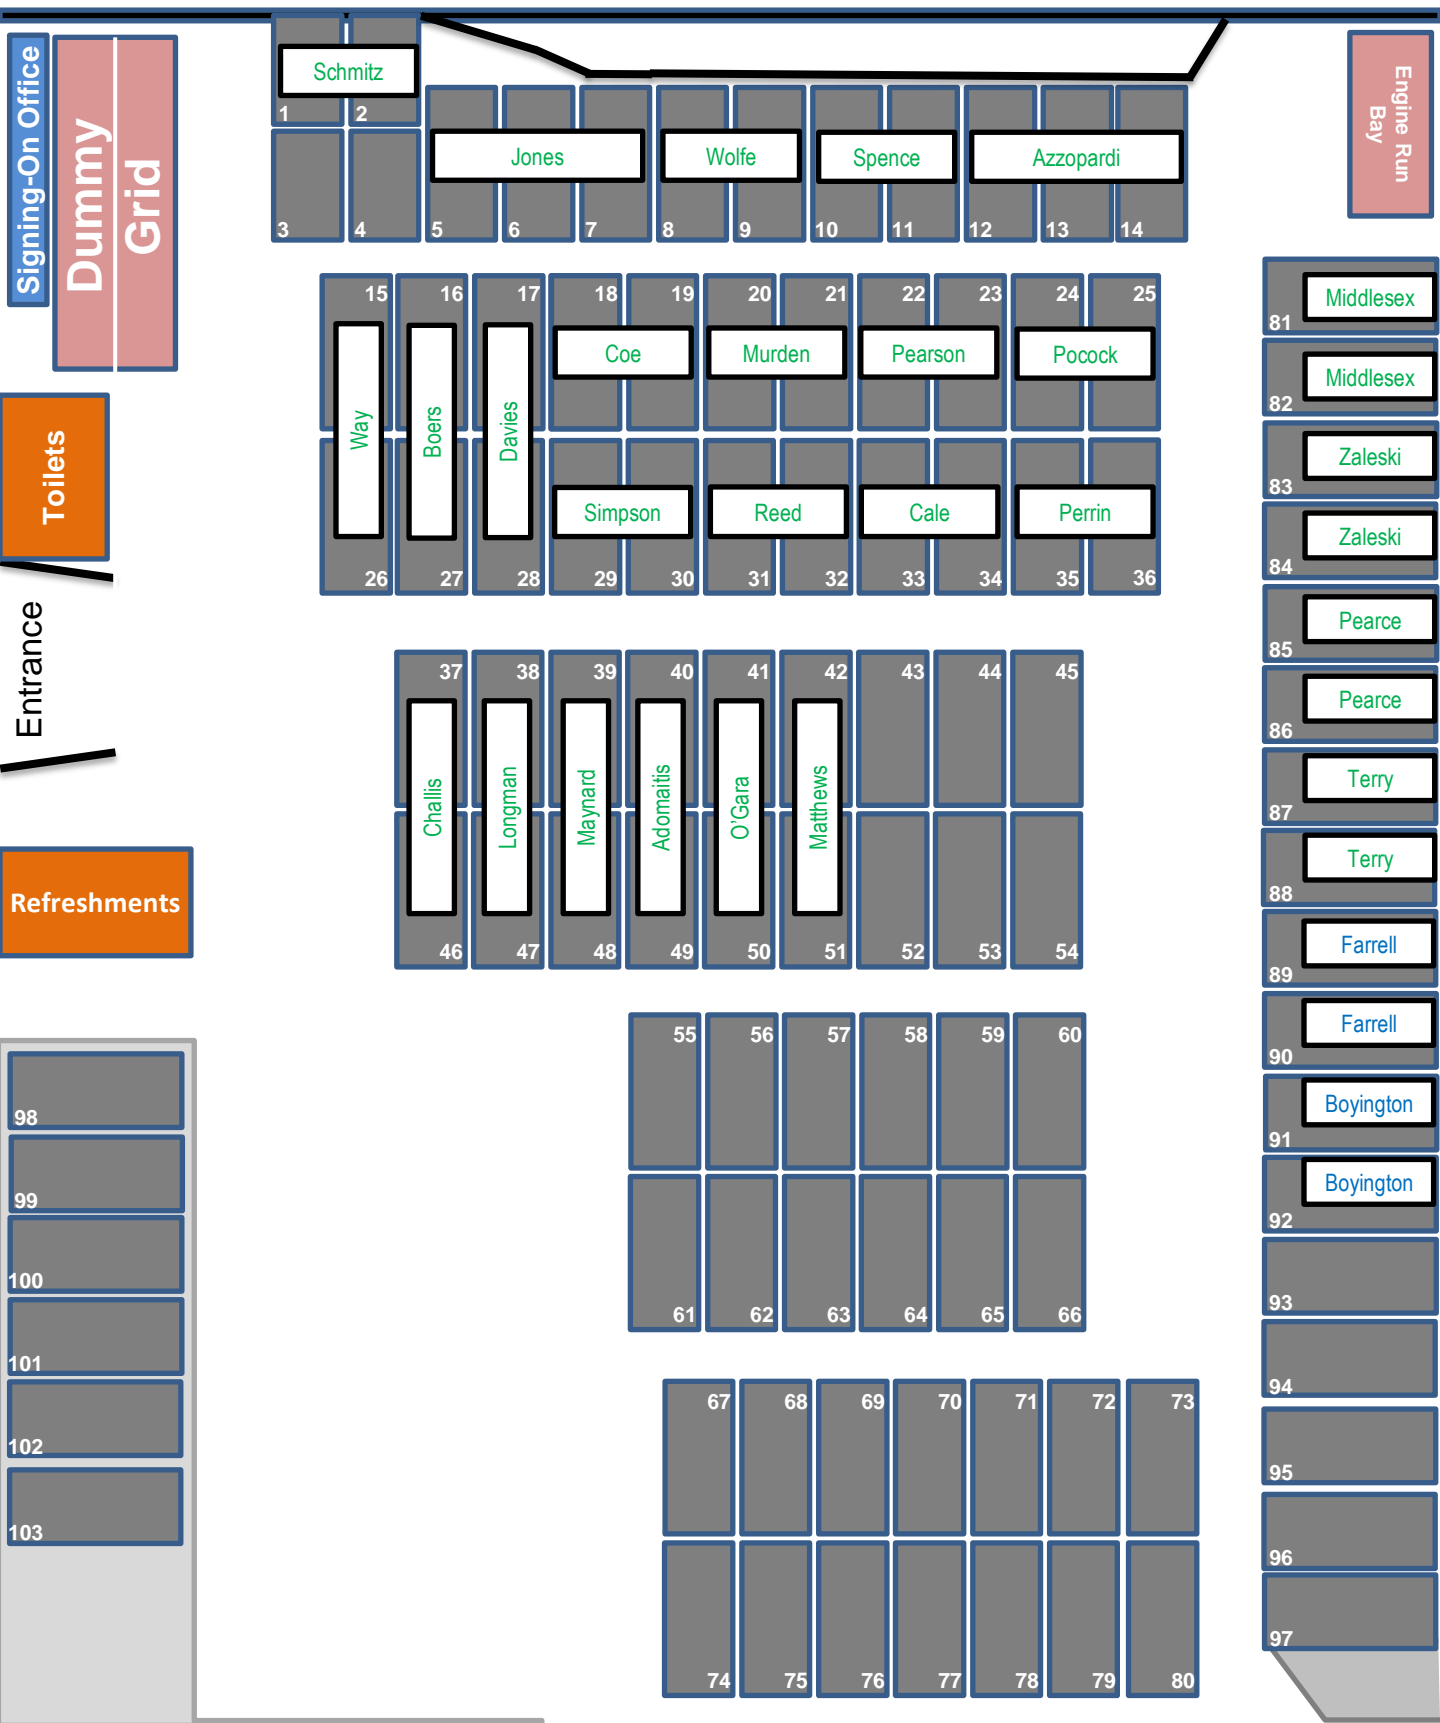 Signing-On Office
Dummy
Grid
Schmitz
1 2
3 4
Jones
Wolfe
Spence
Azzopardi
5 6 7 8 9 10 11 12 13 14
Engine Run
Bay
Toilets
Entrance
Refreshments
15 16 17 18 19 20 21 22 23 24 25
Way
Boers
Davies
Coe
Murden
Pearson
Pocock
Simpson
Reed
Cale
Perrin
26 27 28 29 30 31 32 33 34 35 36
37 38 39 40 41 42 43 44 45
Challis
Longman
Maynard
Adomaitis
O'Gara
Matthews
46 47 48 49 50 51 52 53 54
55 56 57 58 59 60
61 62 63 64 65 66
67 68 69 70 71 72 73
74 75 76 77 78 79 80
Middlesex
81
Middlesex
82
Zaleski
83
Zaleski
84
Pearce
85
Pearce
86
Terry
87
Terry
88
Farrell
89
Farrell
90
Boyington
91
Boyington
92
93
94
95
96
97
98
99
100
101
102
103